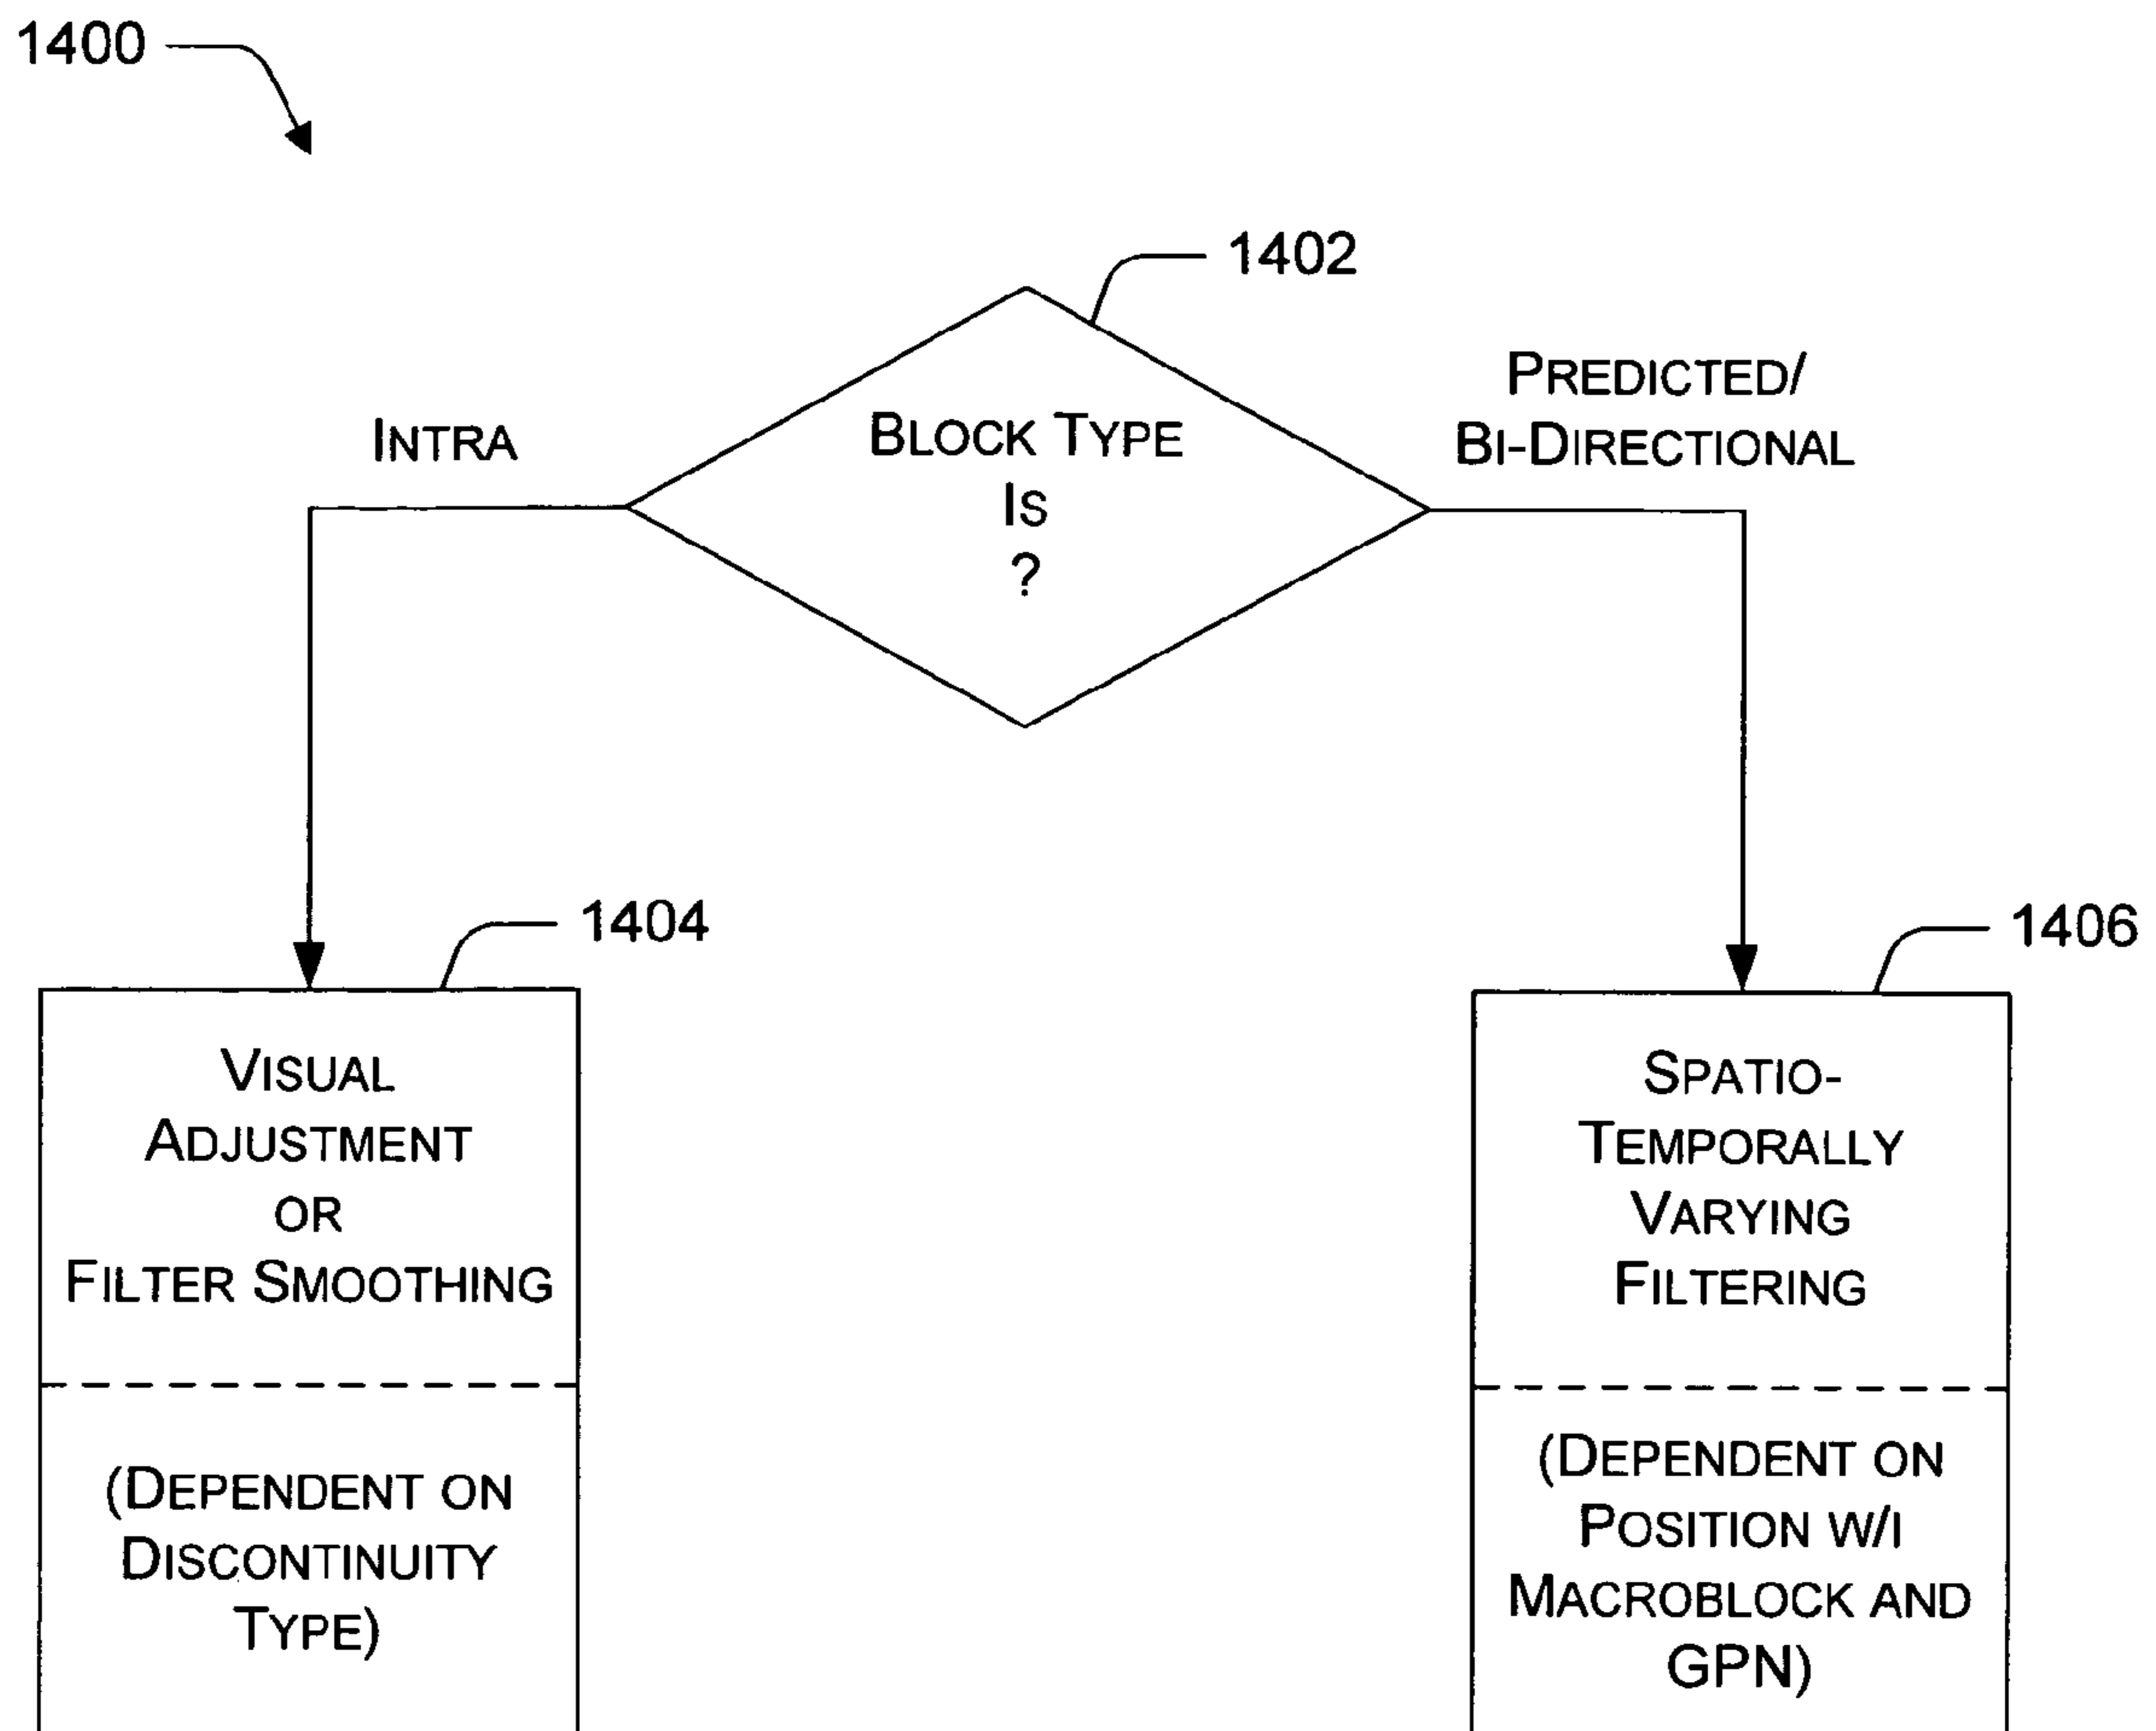 1400
1402
PREDICTED/
BI-DIRECTIONAL
INTRA
BLOCK TYPE
IS
?
1404
1406
VISUAL
ADJUSTMENT
OR
FILTER SMOOTHING
(DEPENDENT ON
DISCONTINUITY
TYPE)
SPATIO-
TEMPORALLY
VARYING
FILTERING
(DEPENDENT ON
POSITION W/I
MACROBLOCK AND
GPN)